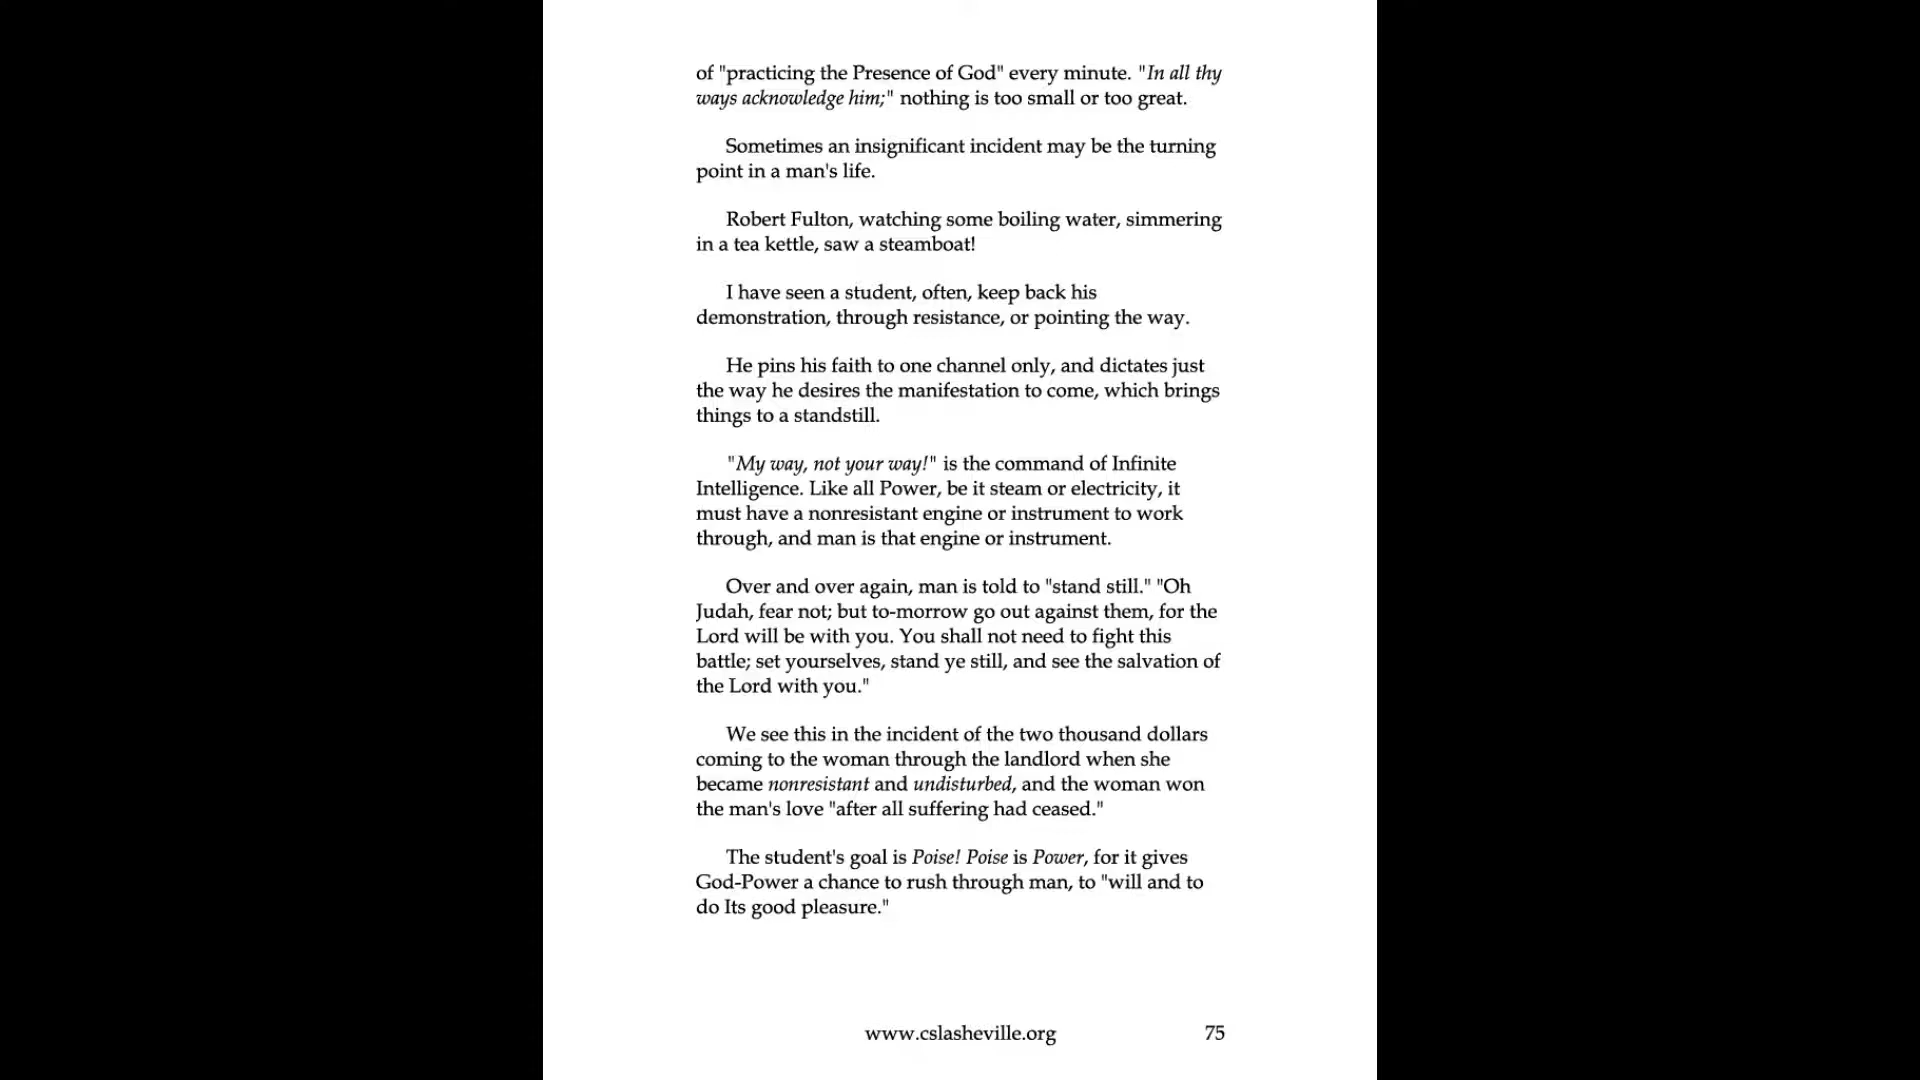 of "practicing the Presence of God" every minute. "In all thy
ways acknowledge him;" nothing is too small or too great.
Sometimes an insignificant incident may be the turning
point in a man's life.
Robert Fulton, watching some boiling water, simmering
in a tea kettle, saw a steamboat!
I have seen a student, often, keep back his
demonstration, through resistance, or pointing the way.
He pins his faith to one channel only, and dictates just
the way he desires the manifestation to come, which brings
things to a standstill.
"My way, not your way!" is the command of Infinite
Intelligence. Like all Power, be it steam or electricity, it
must have a nonresistant engine or instrument to work
through, and man is that engine or instrument.
Over and over again, man is told to "stand still." "Oh
Judah, fear not; but to-morrow go out against them, for the
Lord will be with you. You shall not need to fight this
battle; set yourselves, stand ye still, and see the salvation of
the Lord with you."
We see this in the incident of the two thousand dollars
coming to the woman through the landlord when she
became nonresistant and undisturbed, and the woman won
the man's love "after all suffering had ceased."
The student's goal is Poise! Poise is Power, for it gives
God-Power a chance to rush through man, to "will and to
do Its good pleasure."
www.cslasheville.org 75